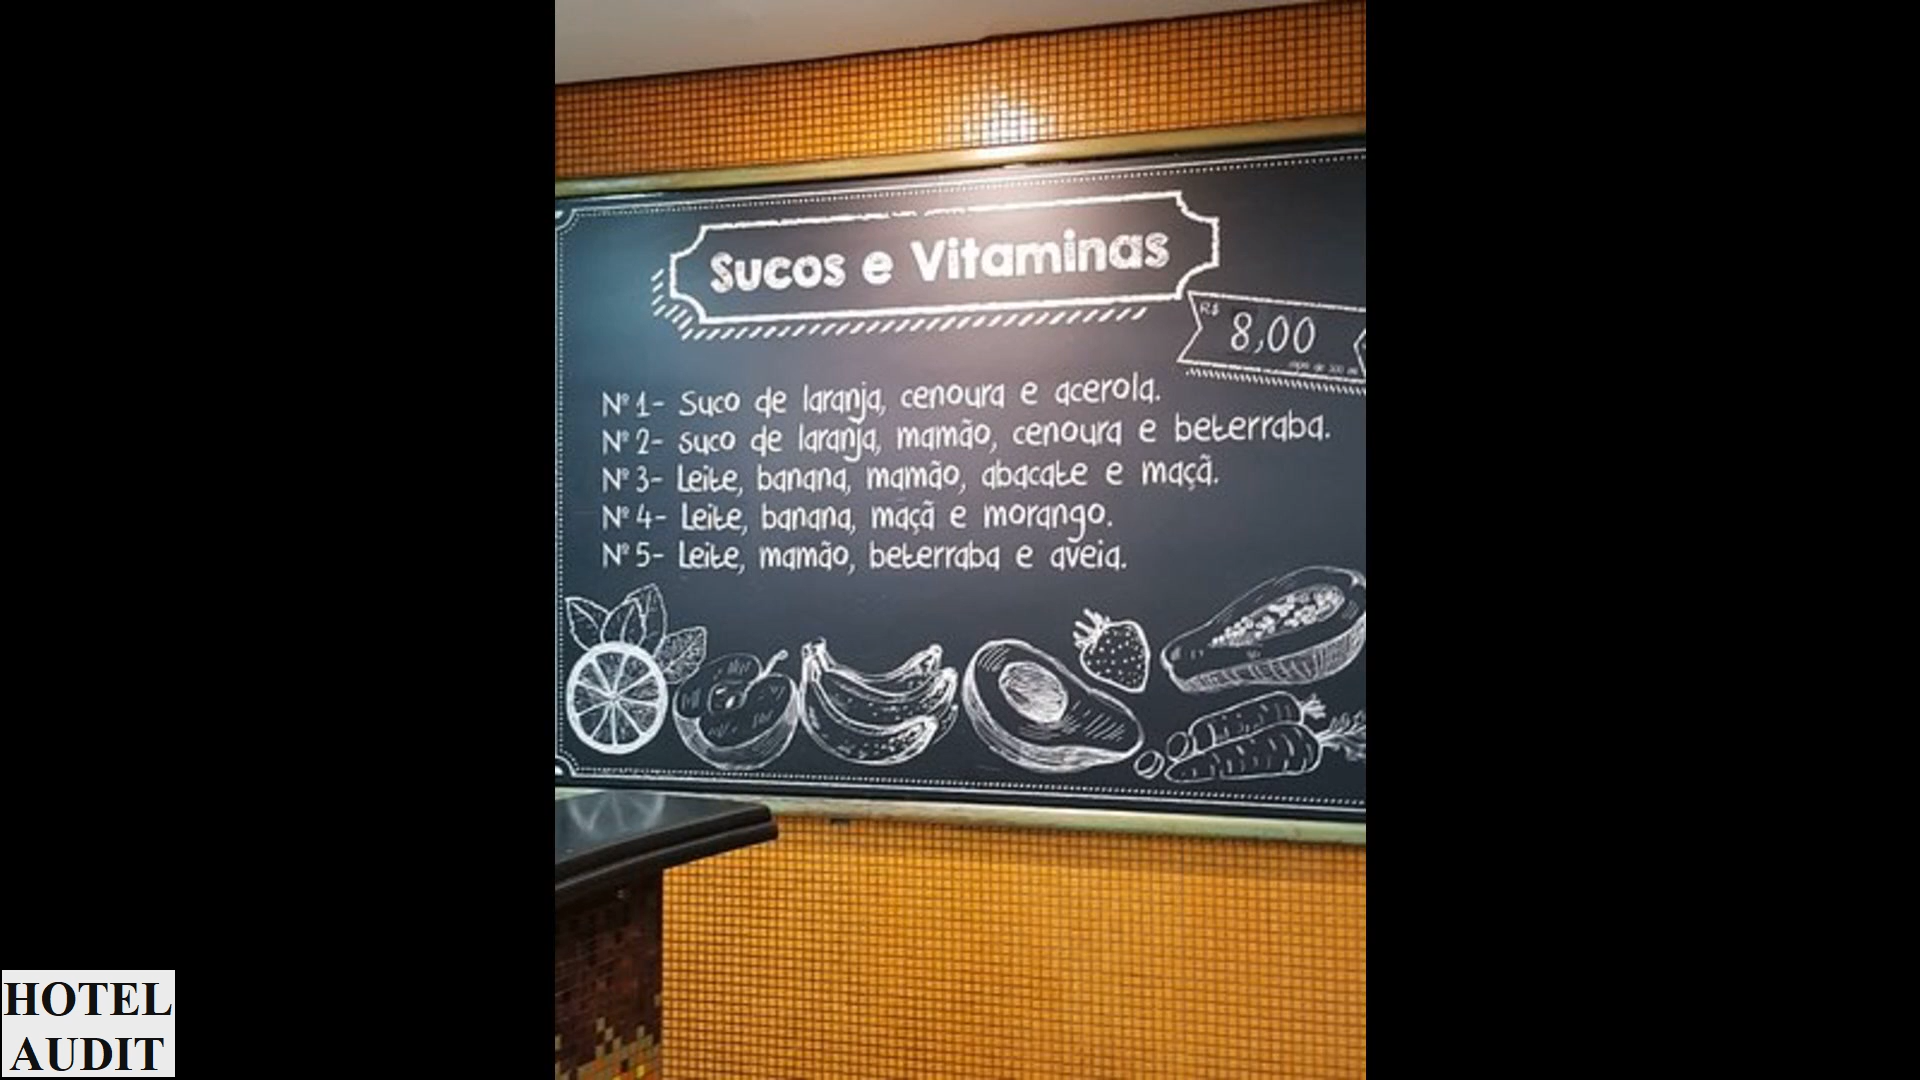 Sucos e Vitaminas
R$ 8,00
Nº 1- Suco de laranja, cenoura e acerola.
Nº 2- suco de laranja, mamão, cenoura e beterraba.
Nº 3- Leite, banana, mamão, abacate e maçã.
Nº 4- Leite, banana, maçã e morango.
Nº 5- Leite, mamão, beterraba e aveia.
HOTEL
AUDIT